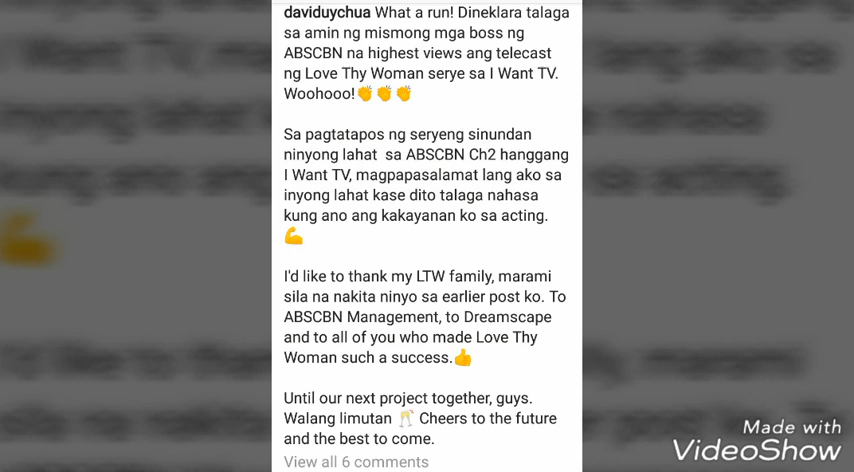 daviduychua What a run! Dineklara talaga
sa amin ng mismong mga boss ng
ABSCBN na highest views ang telecast
ng Love Thy Woman serye sa I Want TV.
Woohooo!👏👏👏
Sa pagtatapos ng seryeng sinundan
ninyong lahat sa ABSCBN Ch2 hanggang
I Want TV, magpapasalamat lang ako sa
inyong lahat kase dito talaga nahasa
kung ano ang kakayanan ko sa acting.
💪
I'd like to thank my LTW family, marami
sila na nakita ninyo sa earlier post ko. To
ABSCBN Management, to Dreamscape
and to all of you who made Love Thy
Woman such a success.👍
Until our next project together, guys.
Walang limutan 🥂 Cheers to the future
and the best to come.
View all 6 comments
Made with
VideoShow